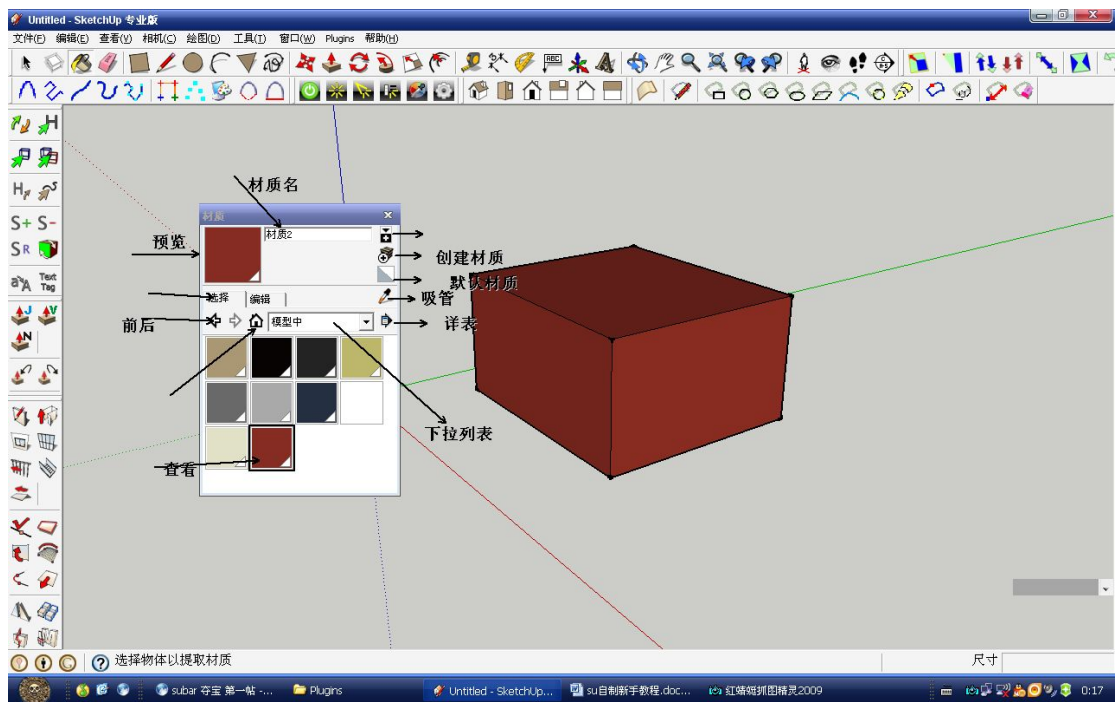 Untitled - SketchUp 专业版
文件(F) 编辑(E) 查看(V) 相机(C) 绘图(D) 工具(T) 窗口(W) Plugins 帮助(H)
材质名
材质
材质2
预览
创建材质
默认材质
吸管
选择 编辑
前后
模型中
详表
下拉列表
查看
H
S+ S-
SR
Text Tag
选择物体以提取材质
尺寸
subar 夺宝 第一帖 -...
Plugins
Untitled - SketchUp...
su自制新手教程.doc...
红蜻蜓抓图精灵2009
0:17